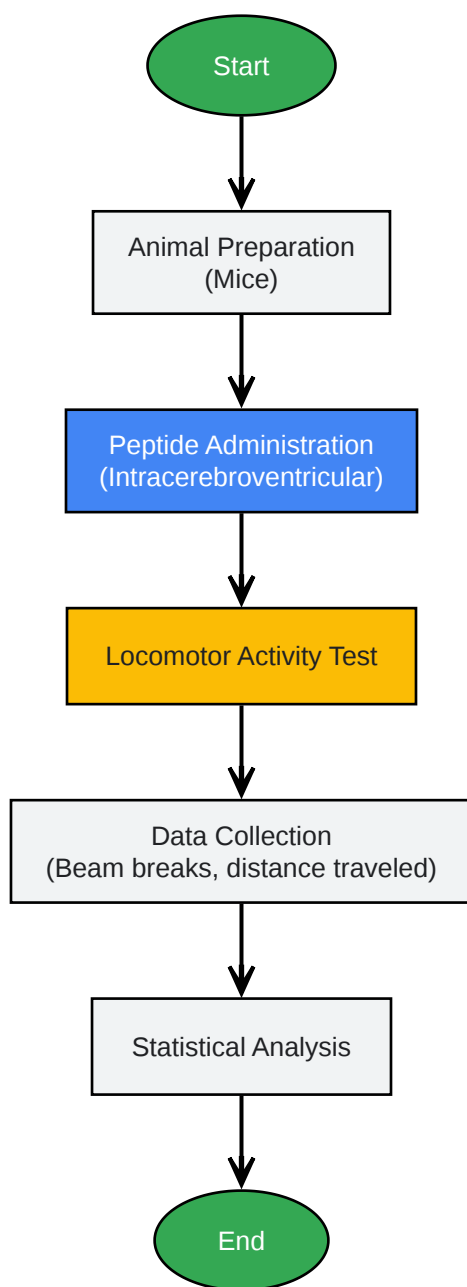 Start
Animal Preparation
(Mice)
Peptide Administration
(Intracerebroventricular)
Locomotor Activity Test
Data Collection
(Beam breaks, distance traveled)
Statistical Analysis
End